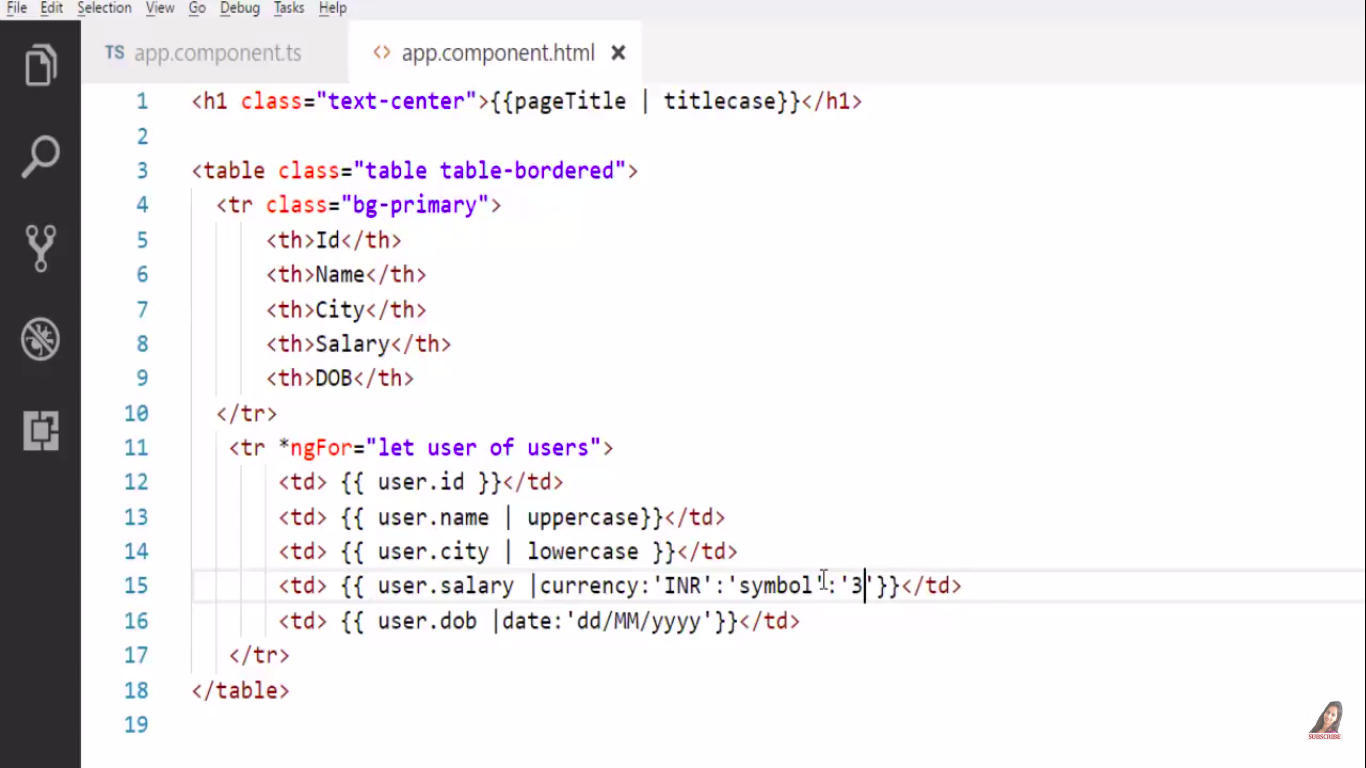 File Edit Selection View Go Debug Tasks Help
TS app.component.ts <> app.component.html ×
1 <h1 class="text-center">{{pageTitle | titlecase}}</h1>
2
3 <table class="table table-bordered">
4 <tr class="bg-primary">
5 <th>Id</th>
6 <th>Name</th>
7 <th>City</th>
8 <th>Salary</th>
9 <th>DOB</th>
10 </tr>
11 <tr *ngFor="let user of users">
12 <td> {{ user.id }}</td>
13 <td> {{ user.name | uppercase}}</td>
14 <td> {{ user.city | lowercase }}</td>
15 <td> {{ user.salary |currency:'INR':'symbol':'3'}}</td>
16 <td> {{ user.dob |date:'dd/MM/yyyy'}}</td>
17 </tr>
18 </table>
19
SUBSCRIBE